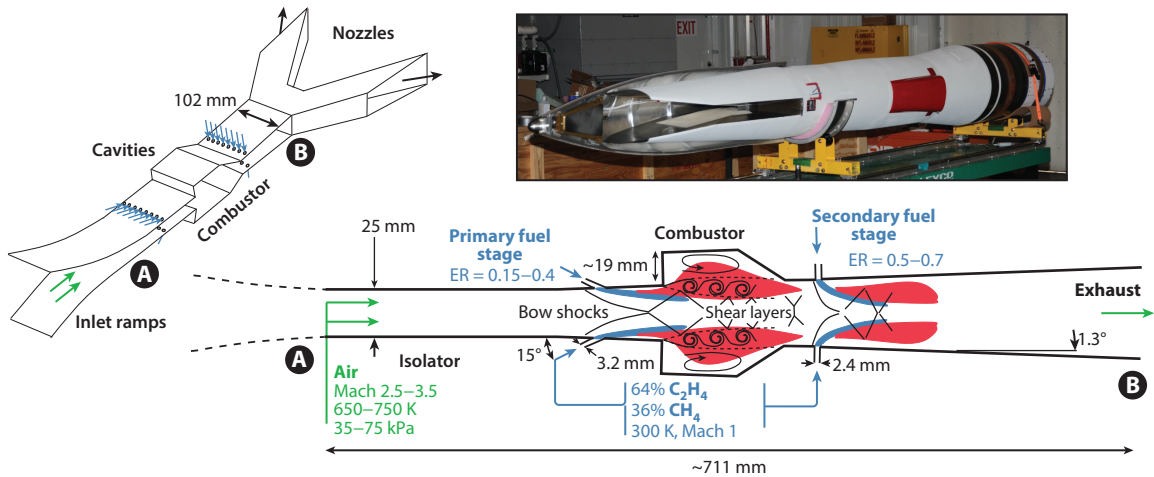 Nozzles
102 mm
Cavities
B
Combustor
A
Inlet ramps
EXIT
25 mm
Primary fuel
stage
ER = 0.15–0.4
~19 mm
Combustor
Secondary fuel
stage
ER = 0.5–0.7
Exhaust
Bow shocks
Shear layers
A
Isolator
15°
3.2 mm
2.4 mm
1.3°
B
Air
Mach 2.5–3.5
650–750 K
35–75 kPa
64% C₂H₄
36% CH₄
300 K, Mach 1
~711 mm